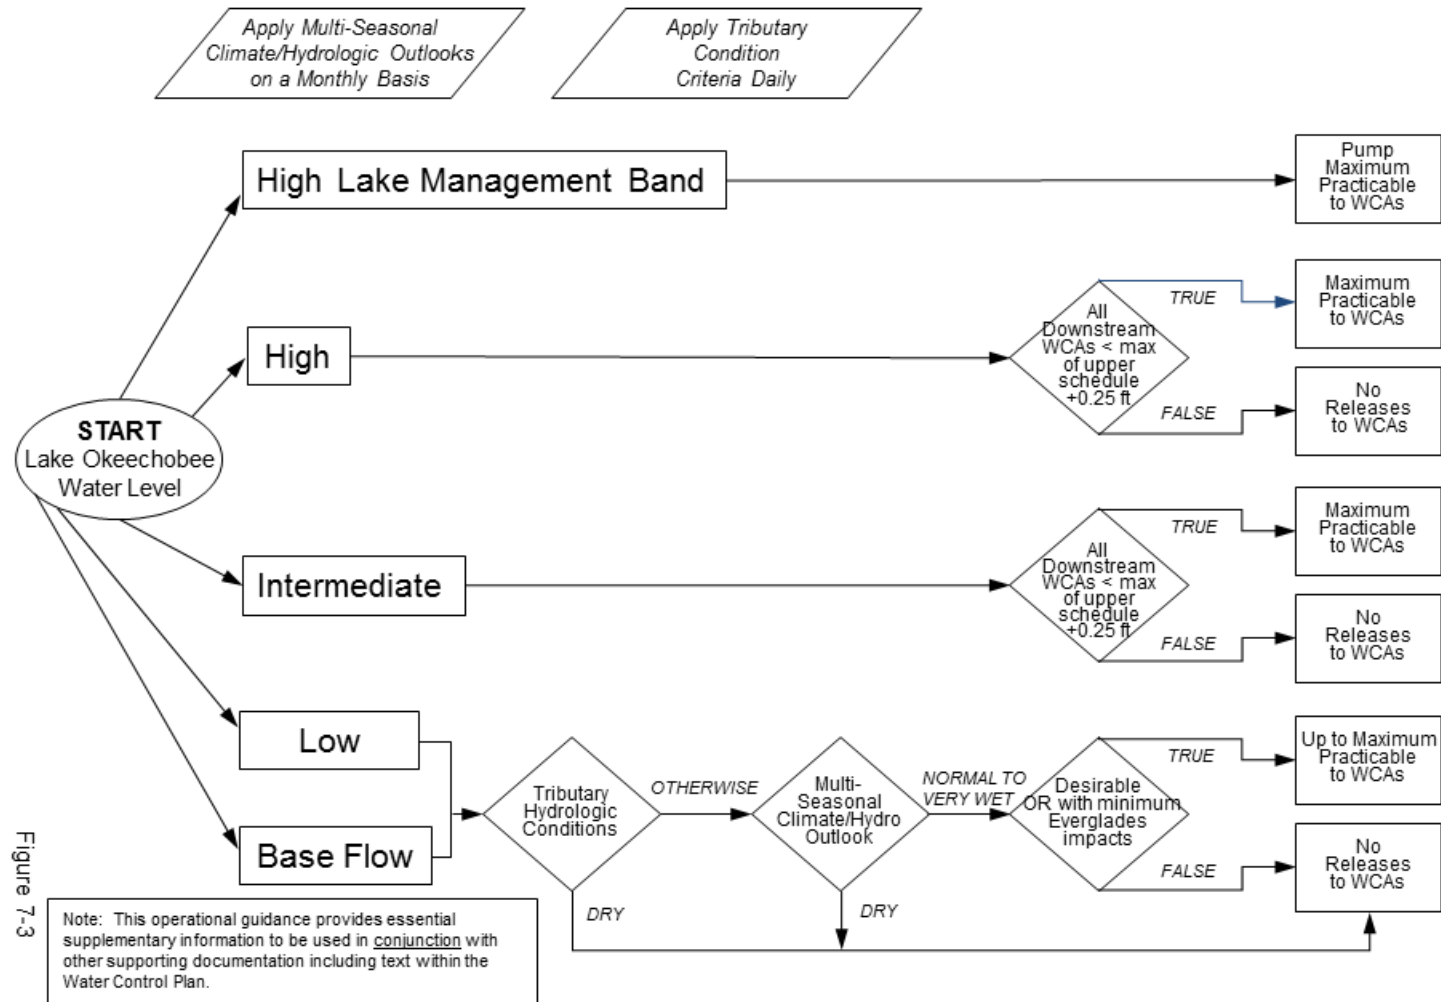 Apply Multi-Seasonal
Climate/Hydrologic Outlooks
on a Monthly Basis
Apply Tributary
Condition
Criteria Daily
High Lake Management Band
Pump
Maximum
Practicable
to WCAs
High
All
Downstream
WCAs < max
of upper
schedule
+0.25 ft
TRUE
Maximum
Practicable
to WCAs
FALSE
No
Releases
to WCAs
START
Lake Okeechobee
Water Level
Intermediate
All
Downstream
WCAs < max
of upper
schedule
+0.25 ft
TRUE
Maximum
Practicable
to WCAs
FALSE
No
Releases
to WCAs
Low
Base Flow
Tributary
Hydrologic
Conditions
OTHERWISE
DRY
Multi-
Seasonal
Climate/Hydro
Outlook
NORMAL TO
VERY WET
DRY
Desirable
OR with minimum
Everglades
impacts
TRUE
Up to Maximum
Practicable
to WCAs
FALSE
No
Releases
to WCAs
Figure 7-3
Note: This operational guidance provides essential
supplementary information to be used in conjunction with
other supporting documentation including text within the
Water Control Plan.